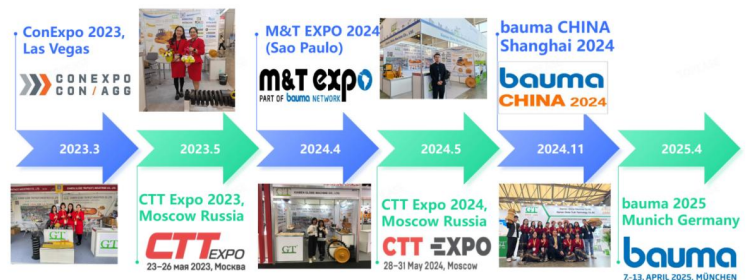 ConExpo 2023,
Las Vegas
CONEXPO
CON/AGG
M&T EXPO 2024
(Sao Paulo)
M&T EXPO
PART OF bauma NETWORK
bauma CHINA
Shanghai 2024
bauma
CHINA 2024
2023.3
2023.5
2024.4
2024.5
2024.11
2025.4
CTT Expo 2023,
Moscow Russia
CTT EXPO
23–26 мая 2023, Москва
GT
GT
CTT Expo 2024,
Moscow Russia
CTT EXPO
28-31 May 2024, Moscow
GT
bauma 2025
Munich Germany
bauma
7.-13. APRIL 2025, MÜNCHEN